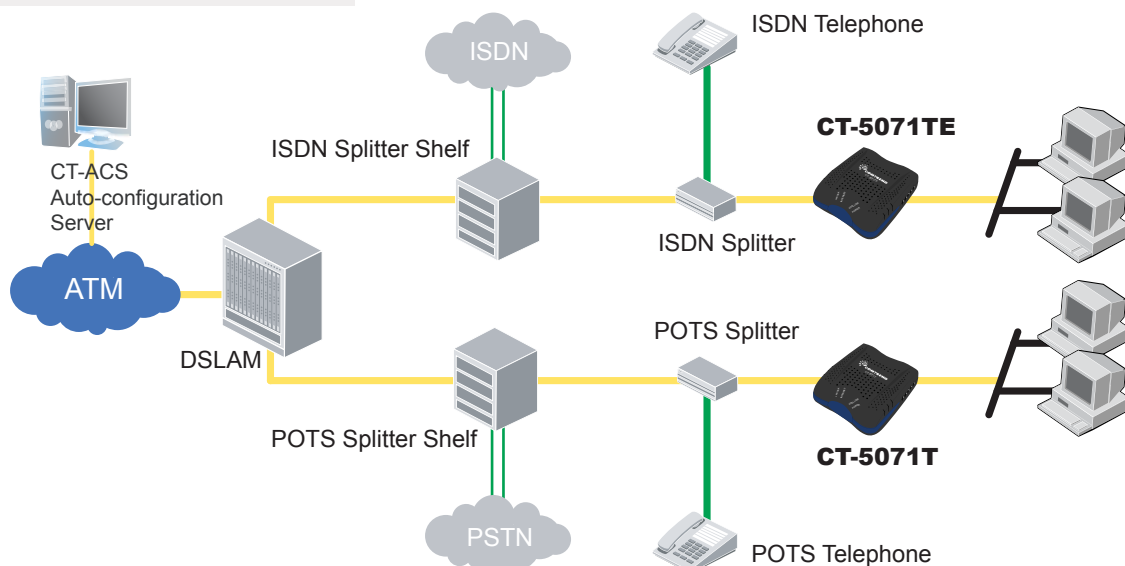 ISDN
ISDN Telephone
CT-5071TE
ISDN Splitter Shelf
CT-ACS
Auto-configuration
Server
ISDN Splitter
ATM
DSLAM
POTS Splitter
POTS Splitter Shelf
CT-5071T
PSTN
POTS Telephone